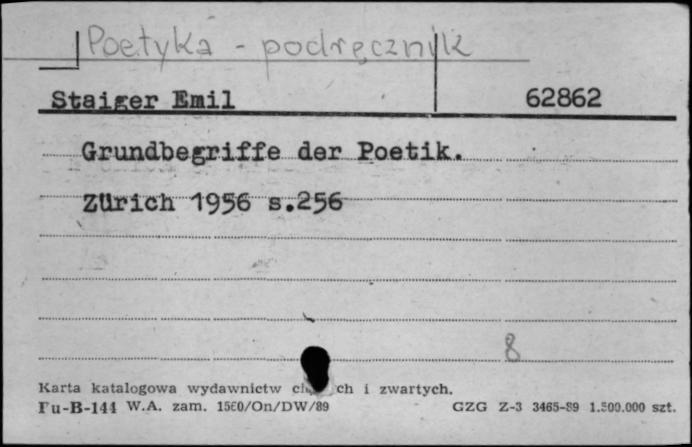 Poetyka - podręcznik
Staiger Emil 62862
Grundbegriffe der Poetik.
Zürich 1956 s.256
8
Karta katalogowa wydawnictw ch i zwartych.
Pu-B-144 W.A. zam. 1560/On/DW/89 GZG Z-3 3465-89 1.500.000 szt.